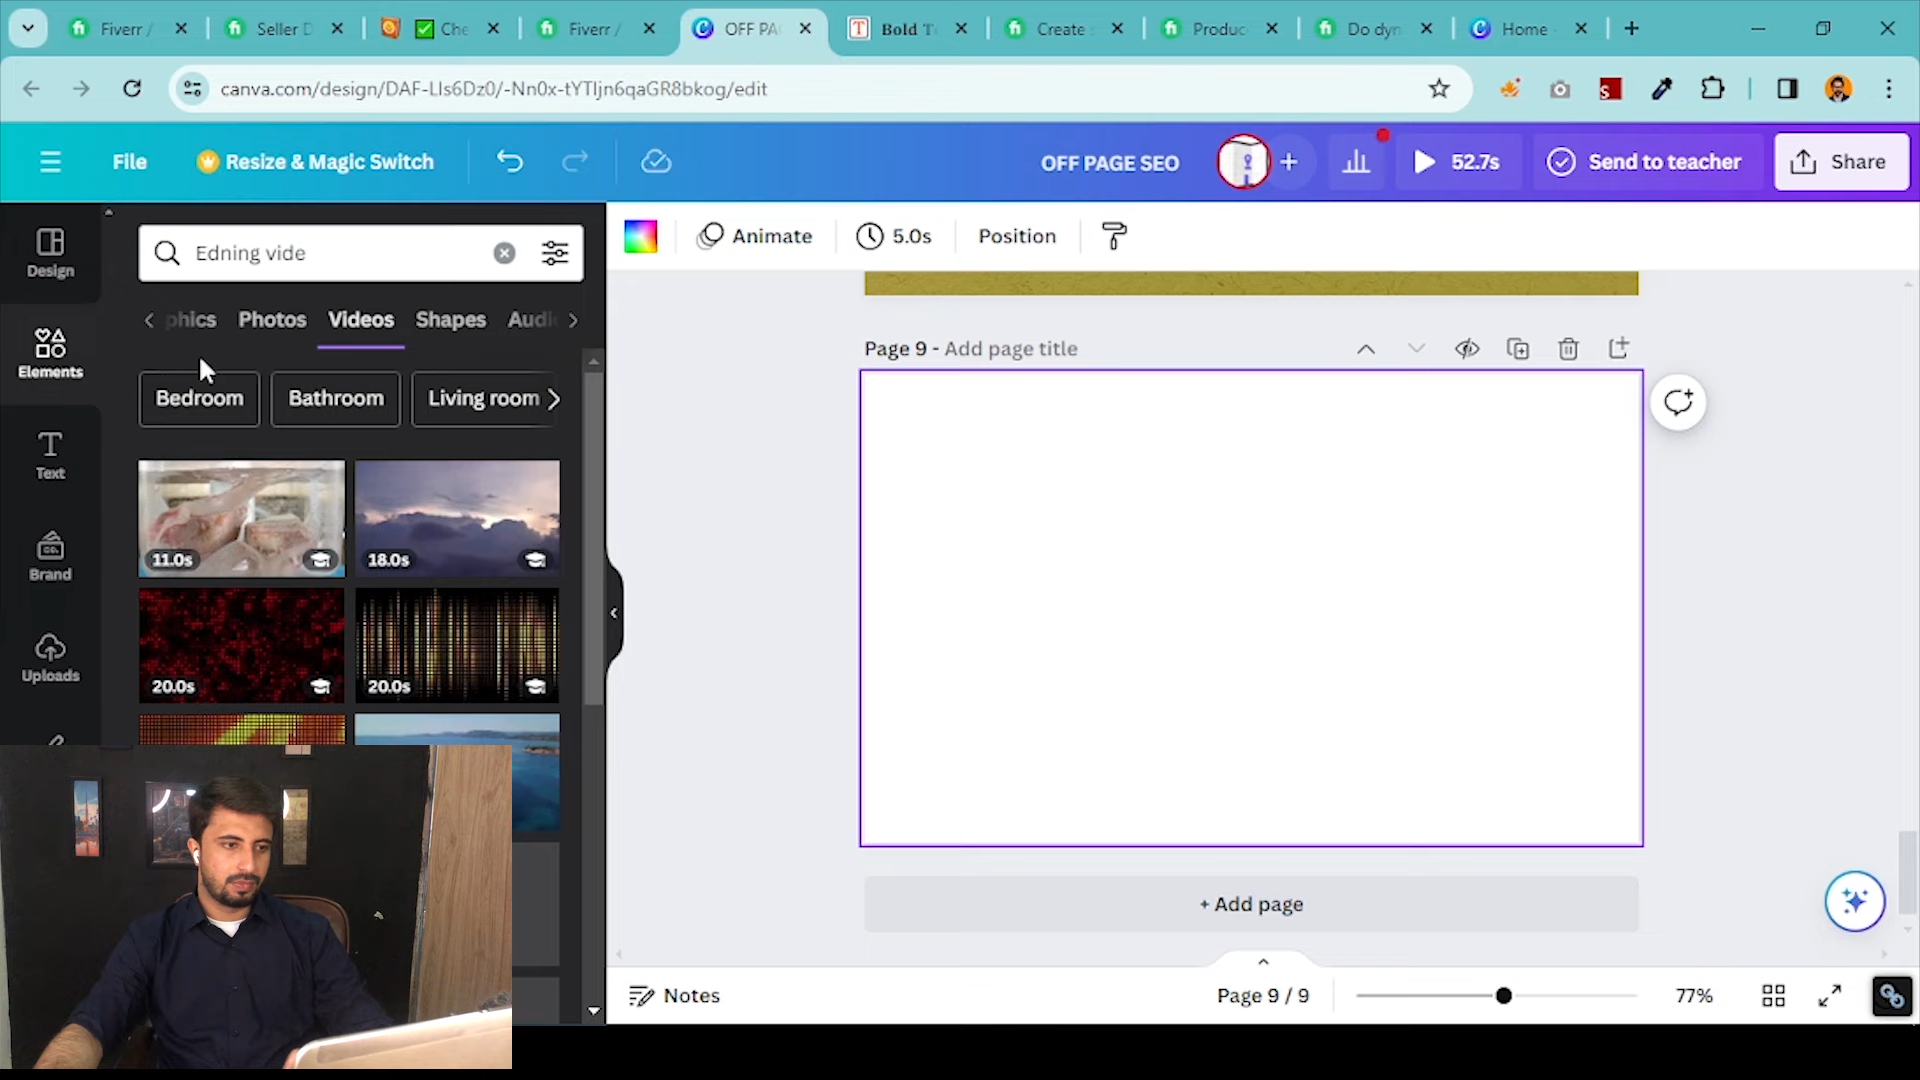 Fiverr /
Seller D
Che
Fiverr /
OFF PA
Bold T
Create
Produc
Do dyn
Home
canva.com/design/DAF-LIs6Dz0/-Nn0x-tYTIjn6qaGR8bkog/edit
File
Resize & Magic Switch
OFF PAGE SEO
52.7s
Send to teacher
Share
Design
Elements
Text
Brand
Uploads
Edning vide
phics
Photos
Videos
Shapes
Audi
Bedroom
Bathroom
Living room
11.0s
18.0s
20.0s
20.0s
Animate
5.0s
Position
Page 9 - Add page title
+ Add page
Notes
Page 9 / 9
77%